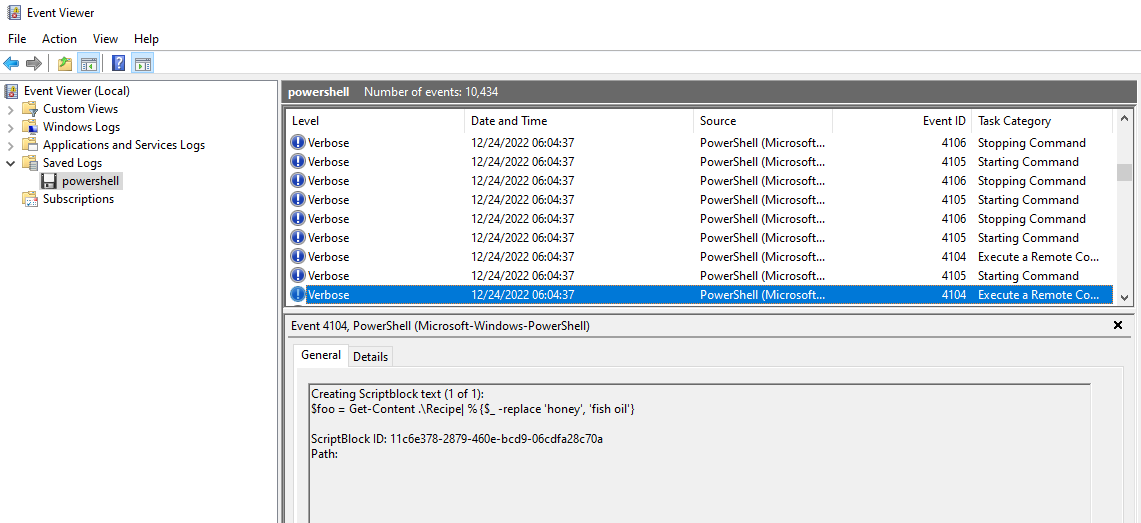 Event Viewer
File Action View Help
Event Viewer (Local)
Custom Views
Windows Logs
Applications and Services Logs
Saved Logs
powershell
Subscriptions
powershell Number of events: 10,434
Level Date and Time Source Event ID Task Category
Verbose 12/24/2022 06:04:37 PowerShell (Microsoft... 4106 Stopping Command
Verbose 12/24/2022 06:04:37 PowerShell (Microsoft... 4105 Starting Command
Verbose 12/24/2022 06:04:37 PowerShell (Microsoft... 4106 Stopping Command
Verbose 12/24/2022 06:04:37 PowerShell (Microsoft... 4105 Starting Command
Verbose 12/24/2022 06:04:37 PowerShell (Microsoft... 4106 Stopping Command
Verbose 12/24/2022 06:04:37 PowerShell (Microsoft... 4105 Starting Command
Verbose 12/24/2022 06:04:37 PowerShell (Microsoft... 4104 Execute a Remote Co...
Verbose 12/24/2022 06:04:37 PowerShell (Microsoft... 4105 Starting Command
Verbose 12/24/2022 06:04:37 PowerShell (Microsoft... 4104 Execute a Remote Co...
Event 4104, PowerShell (Microsoft-Windows-PowerShell)
General Details
Creating Scriptblock text (1 of 1):
$foo = Get-Content .\Recipe| % {$_ -replace 'honey', 'fish oil'}
ScriptBlock ID: 11c6e378-2879-460e-bcd9-06cdfa28c70a
Path: